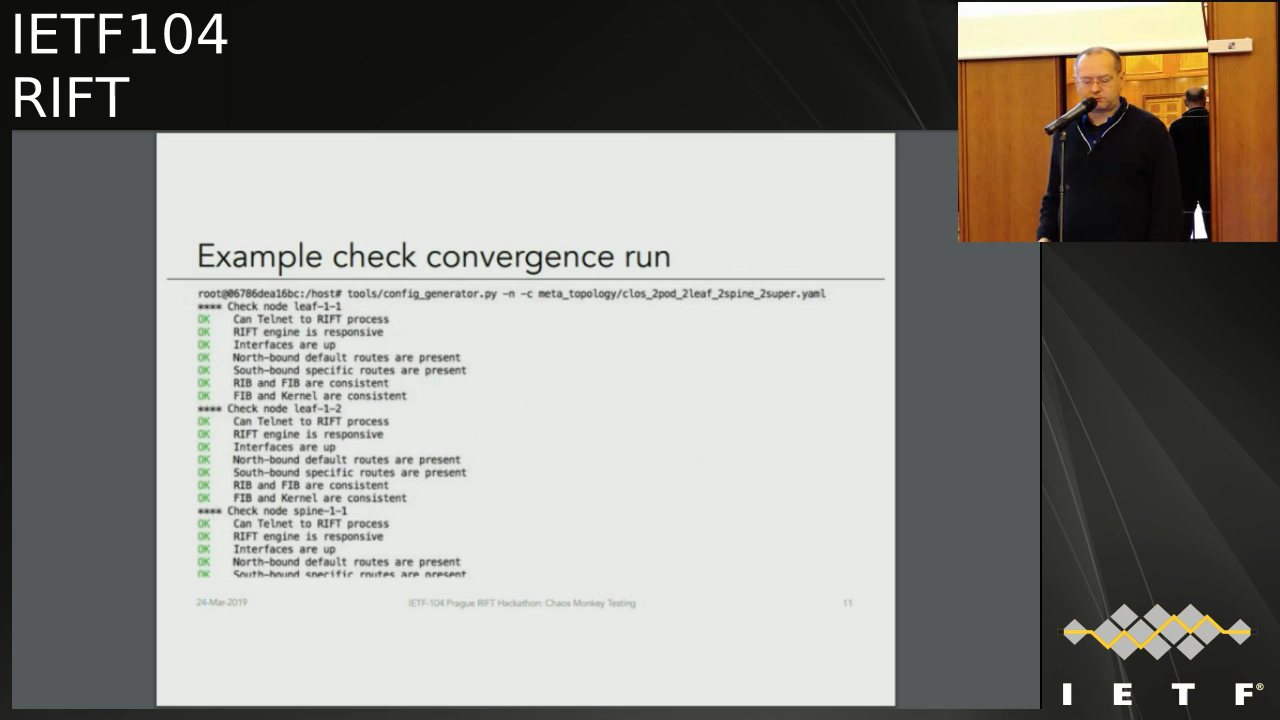 IETF104
RIFT
Example check convergence run
root@06786dea16bc:/host# tools/config_generator.py -n -c meta_topology/clos_2pod_2leaf_2spine_2super.yaml
**** Check node leaf-1-1
OK Can Telnet to RIFT process
OK RIFT engine is responsive
OK Interfaces are up
OK North-bound default routes are present
OK South-bound specific routes are present
OK RIB and FIB are consistent
OK FIB and Kernel are consistent
**** Check node leaf-1-2
OK Can Telnet to RIFT process
OK RIFT engine is responsive
OK Interfaces are up
OK North-bound default routes are present
OK South-bound specific routes are present
OK RIB and FIB are consistent
OK FIB and Kernel are consistent
**** Check node spine-1-1
OK Can Telnet to RIFT process
OK RIFT engine is responsive
OK Interfaces are up
OK North-bound default routes are present
OK South-bound specific routes are present
24-Mar-2019 IETF-104 Prague RIFT Hackathon: Chaos Monkey Testing 11
I E T F®